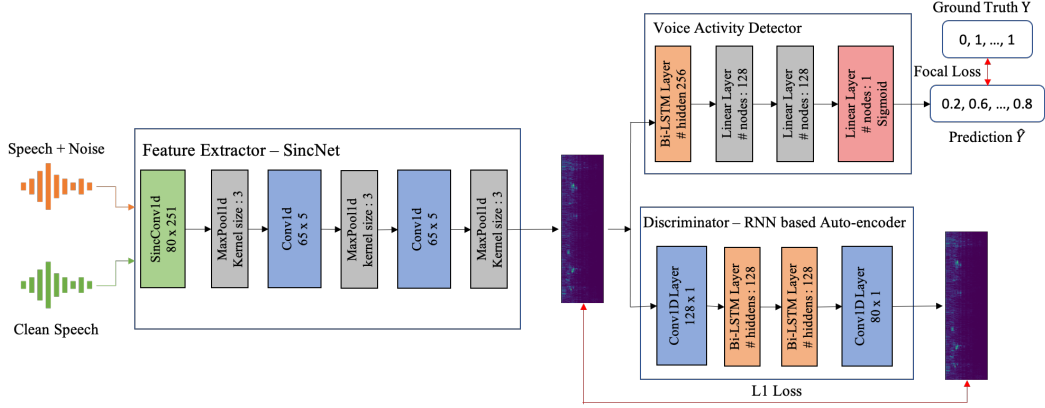 Speech + Noise
Clean Speech
Feature Extractor – SincNet
SincConv1d
80 x 251
MaxPool1d
Kernel size : 3
Conv1d
65 x 5
MaxPool1d
kernel size : 3
Conv1d
65 x 5
MaxPool1d
Kernel size : 3
Voice Activity Detector
Bi-LSTM Layer
# hidden 256
Linear Layer
# nodes : 128
Linear Layer
# nodes : 128
Linear Layer
# nodes : 1
Sigmoid
Ground Truth Y
0, 1, …, 1
Focal Loss
0.2, 0.6, …, 0.8
Prediction Ŷ
Discriminator – RNN based Auto-encoder
Conv1D Layer
128 x 1
Bi-LSTM Layer
# hiddens : 128
Bi-LSTM Layer
# hiddens : 128
Conv1D Layer
80 x 1
L1 Loss